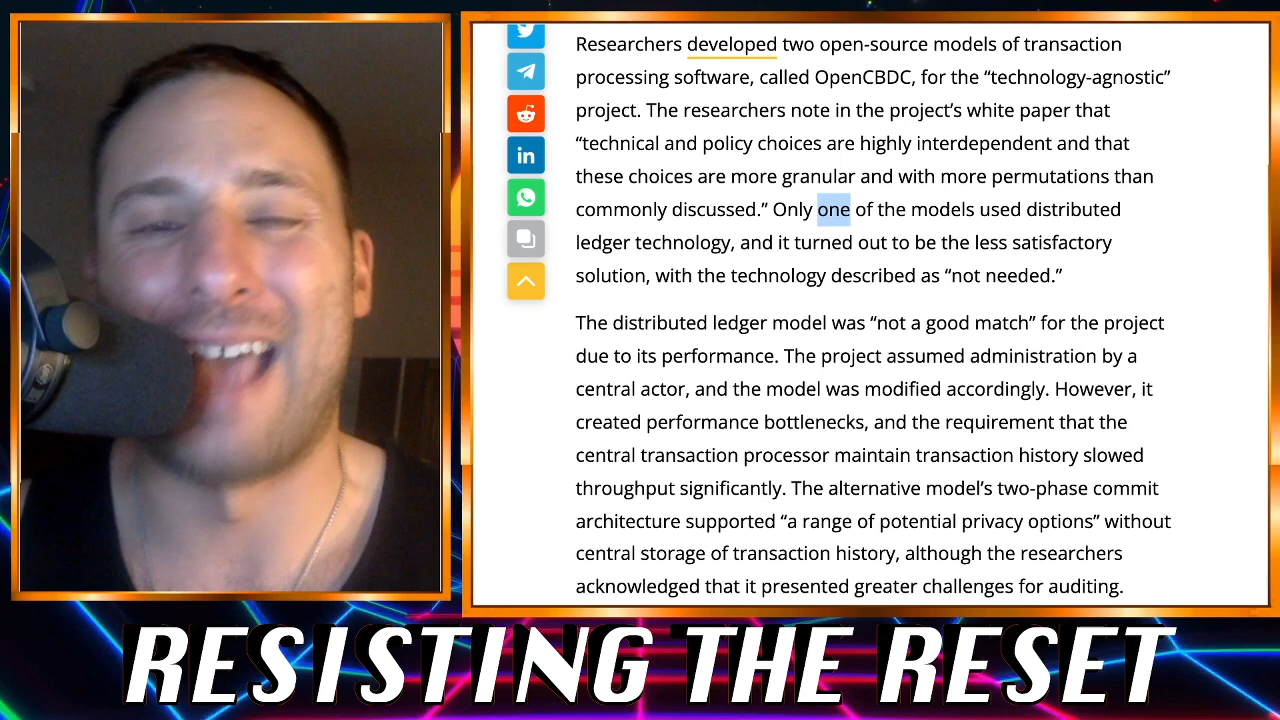 Researchers developed two open-source models of transaction
processing software, called OpenCBDC, for the “technology-agnostic”
project. The researchers note in the project’s white paper that
“technical and policy choices are highly interdependent and that
these choices are more granular and with more permutations than
commonly discussed.” Only one of the models used distributed
ledger technology, and it turned out to be the less satisfactory
solution, with the technology described as “not needed.”
The distributed ledger model was “not a good match” for the project
due to its performance. The project assumed administration by a
central actor, and the model was modified accordingly. However, it
created performance bottlenecks, and the requirement that the
central transaction processor maintain transaction history slowed
throughput significantly. The alternative model’s two-phase commit
architecture supported “a range of potential privacy options” without
central storage of transaction history, although the researchers
acknowledged that it presented greater challenges for auditing.
in
RESISTING THE RESET